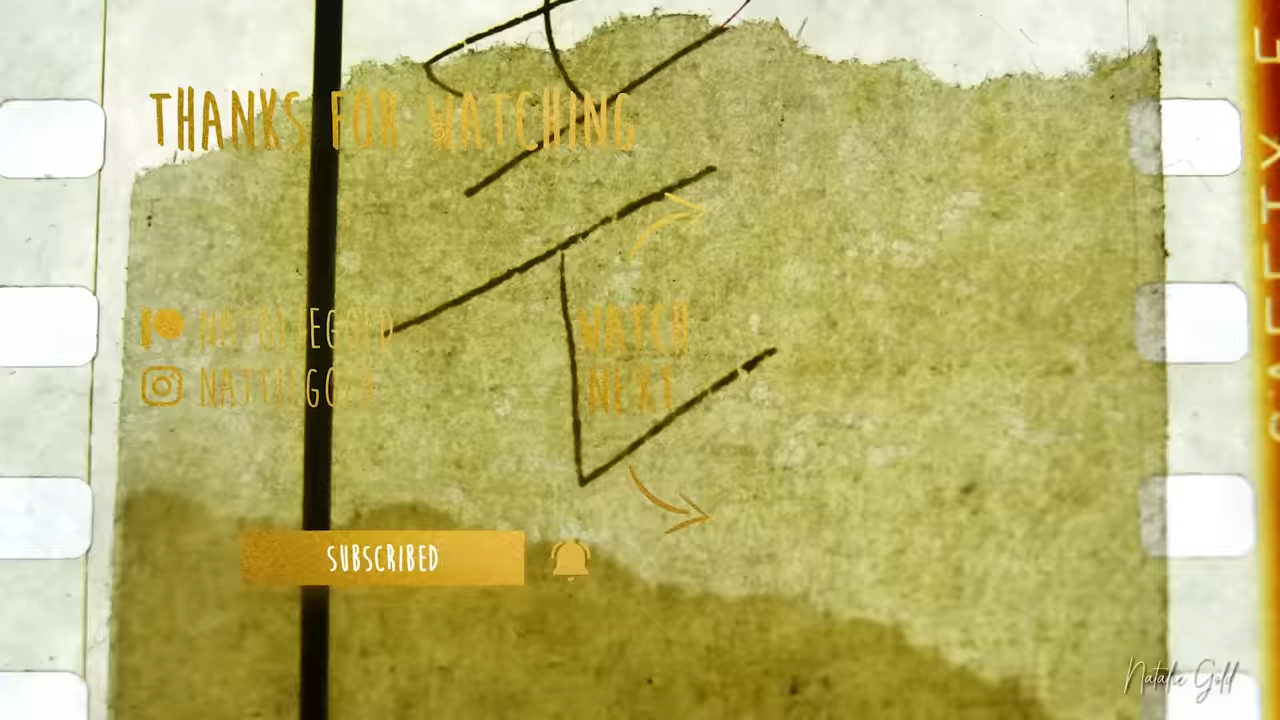 THANKS FOR WATCHING
NATALIEGOLD
NATTIEGOLD
WATCH
NEXT
SUBSCRIBED
Natalie Gold